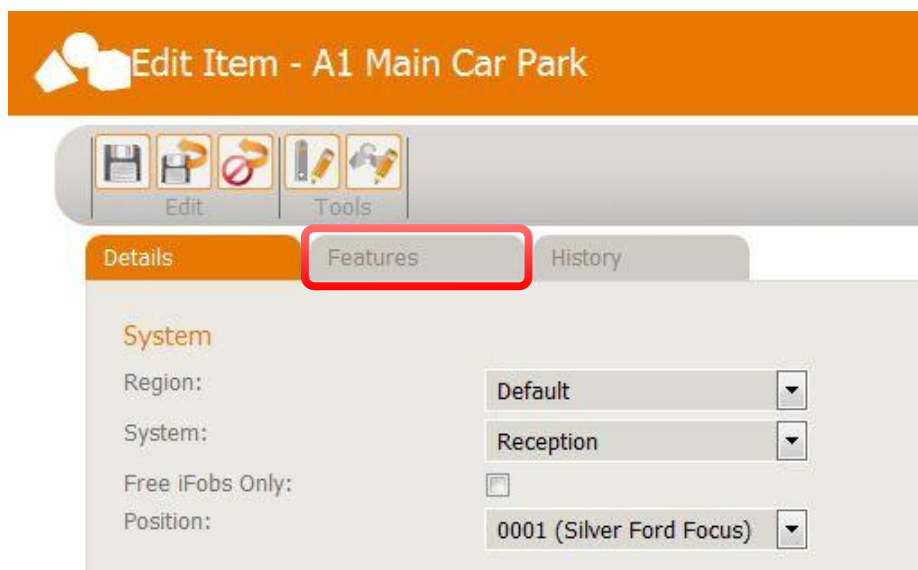 Edit Item - A1 Main Car Park
Edit Tools
Details Features History
System
Region: Default
System: Reception
Free iFobs Only:
Position: 0001 (Silver Ford Focus)